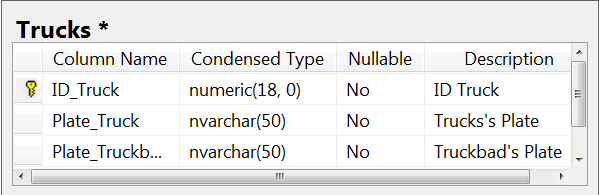 Trucks *
Column Name Condensed Type Nullable Description
ID_Truck numeric(18, 0) No ID Truck
Plate_Truck nvarchar(50) No Trucks's Plate
Plate_Truckb... nvarchar(50) No Truckbad's Plate